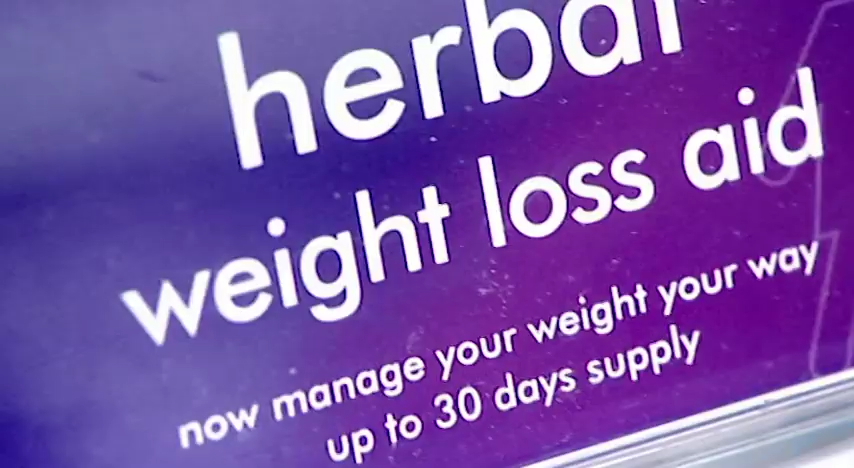 herbal
weight loss aid
now manage your weight your way
up to 30 days supply